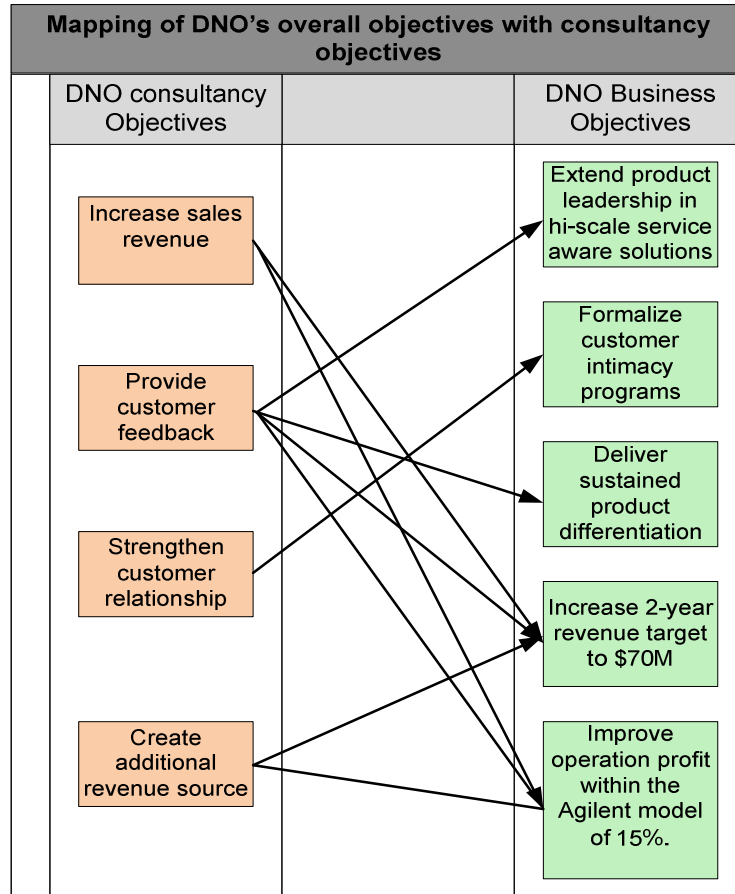 Mapping of DNO's overall objectives with consultancy
objectives
DNO consultancy
Objectives
DNO Business
Objectives
Increase sales
revenue
Provide
customer
feedback
Strengthen
customer
relationship
Create
additional
revenue source
Extend product
leadership in
hi-scale service
aware solutions
Formalize
customer
intimacy
programs
Deliver
sustained
product
differentiation
Increase 2-year
revenue target
to $70M
Improve
operation profit
within the
Agilent model
of 15%.